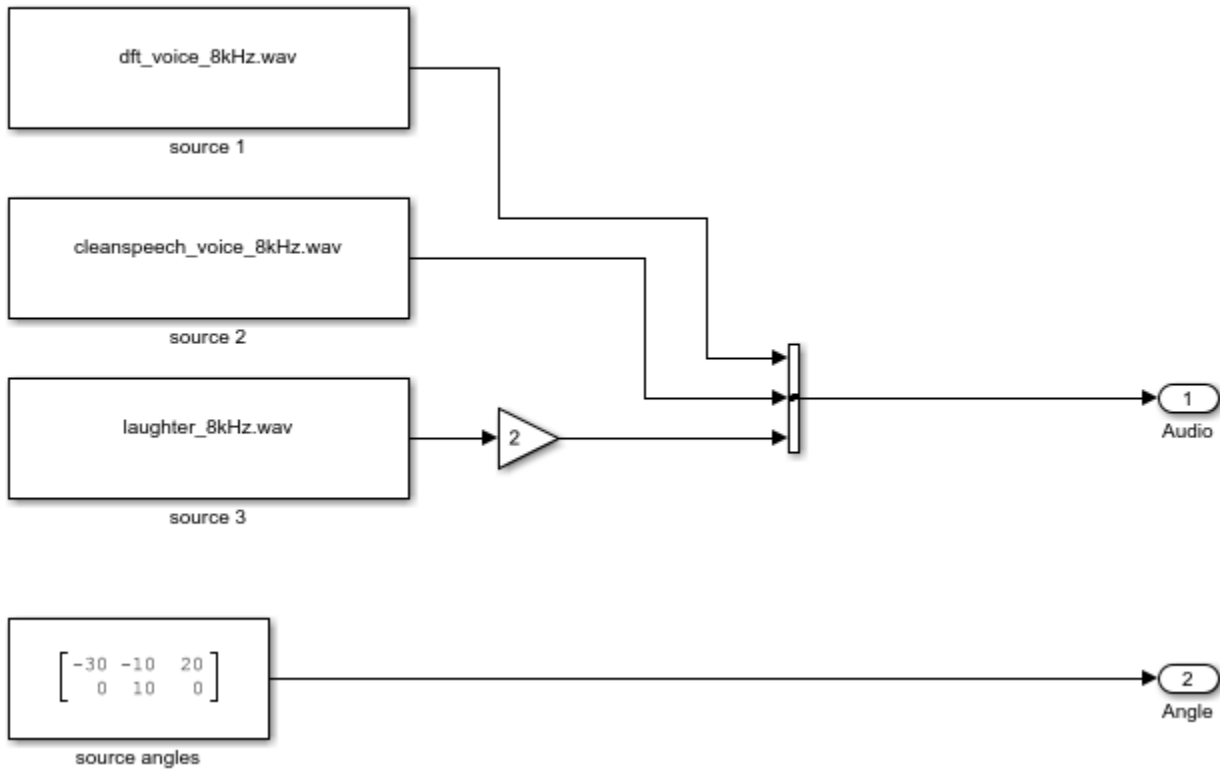 dft_voice_8kHz.wav
source 1
cleanspeech_voice_8kHz.wav
source 2
laughter_8kHz.wav
source 3
2
1
Audio
-30 -10 20
0 10 0
source angles
2
Angle